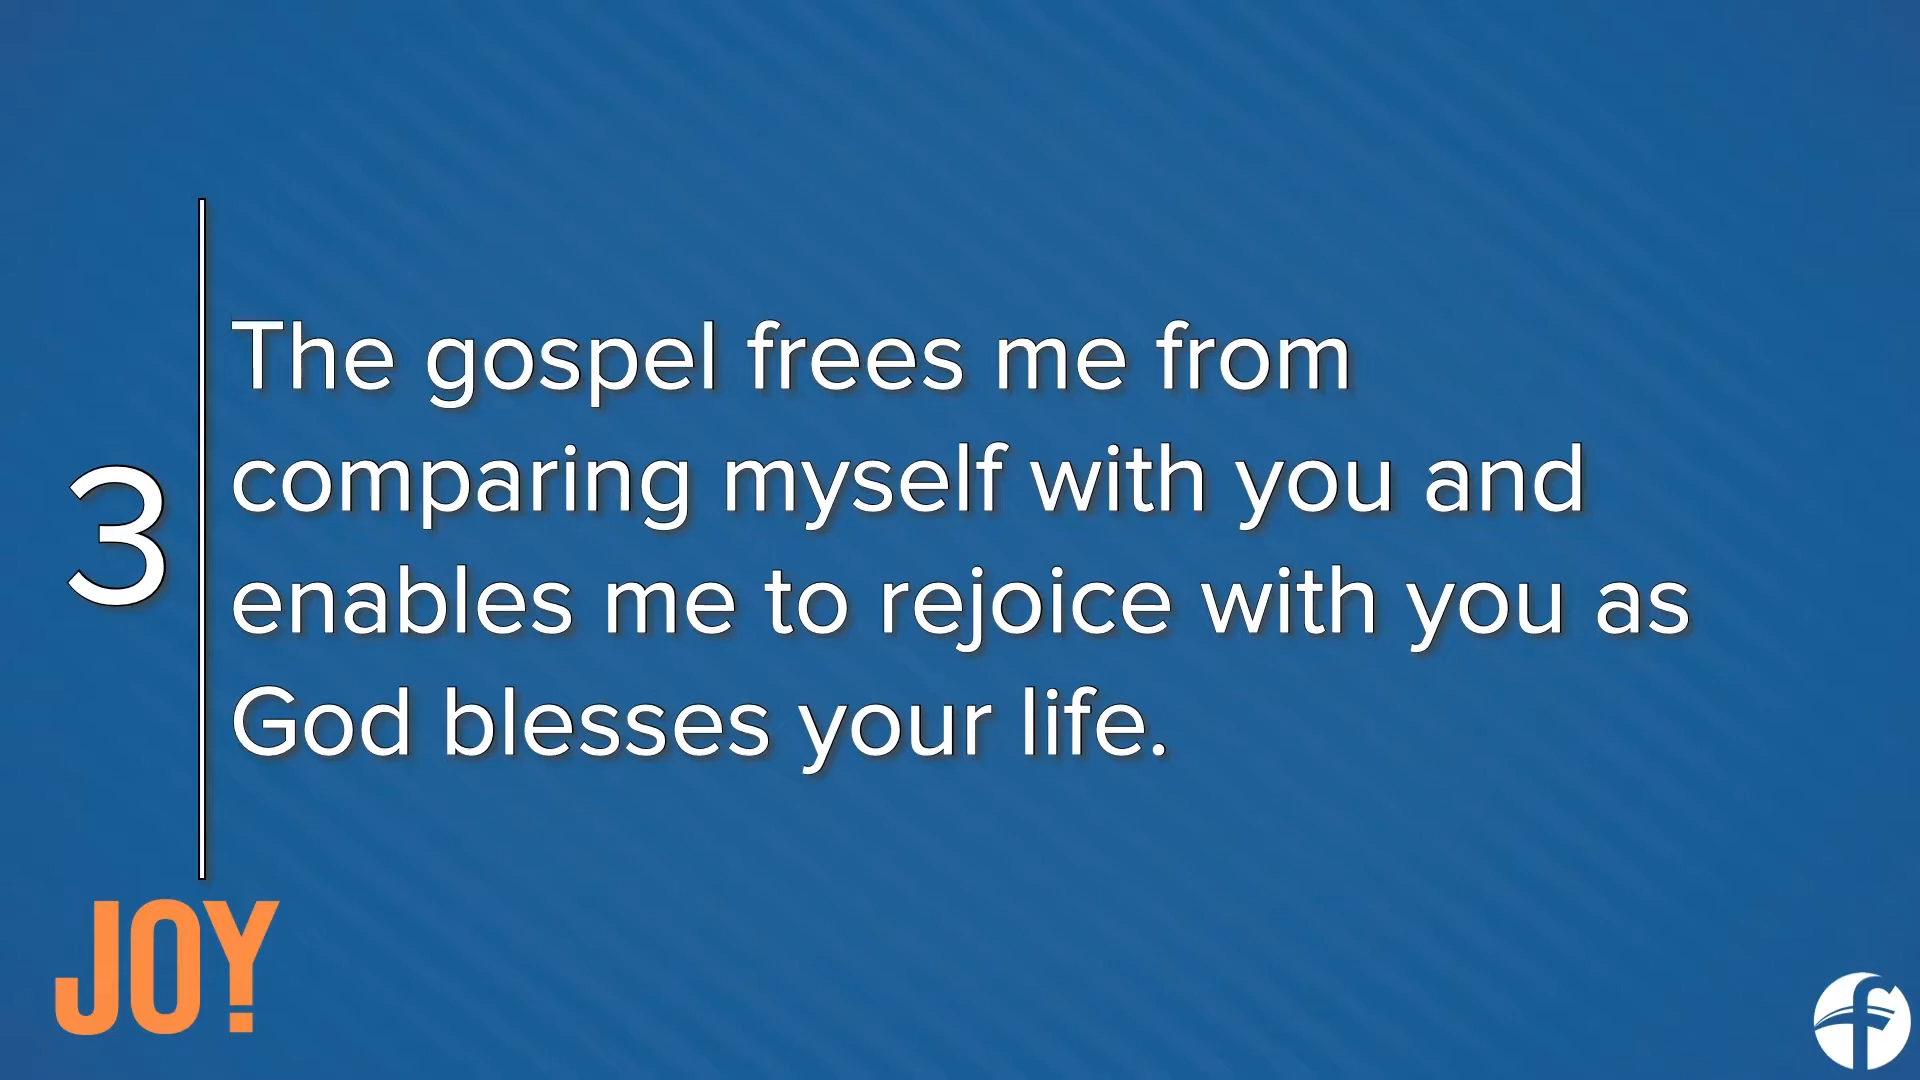 3
The gospel frees me from
comparing myself with you and
enables me to rejoice with you as
God blesses your life.
JOY!
f